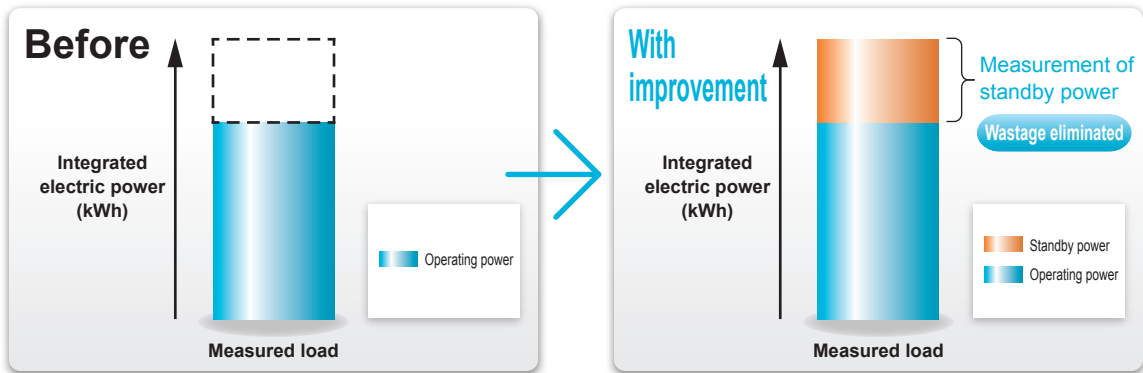 Before
Integrated
electric power
(kWh)
Operating power
Measured load
With
improvement
Measurement of
standby power
Wastage eliminated
Integrated
electric power
(kWh)
Standby power
Operating power
Measured load